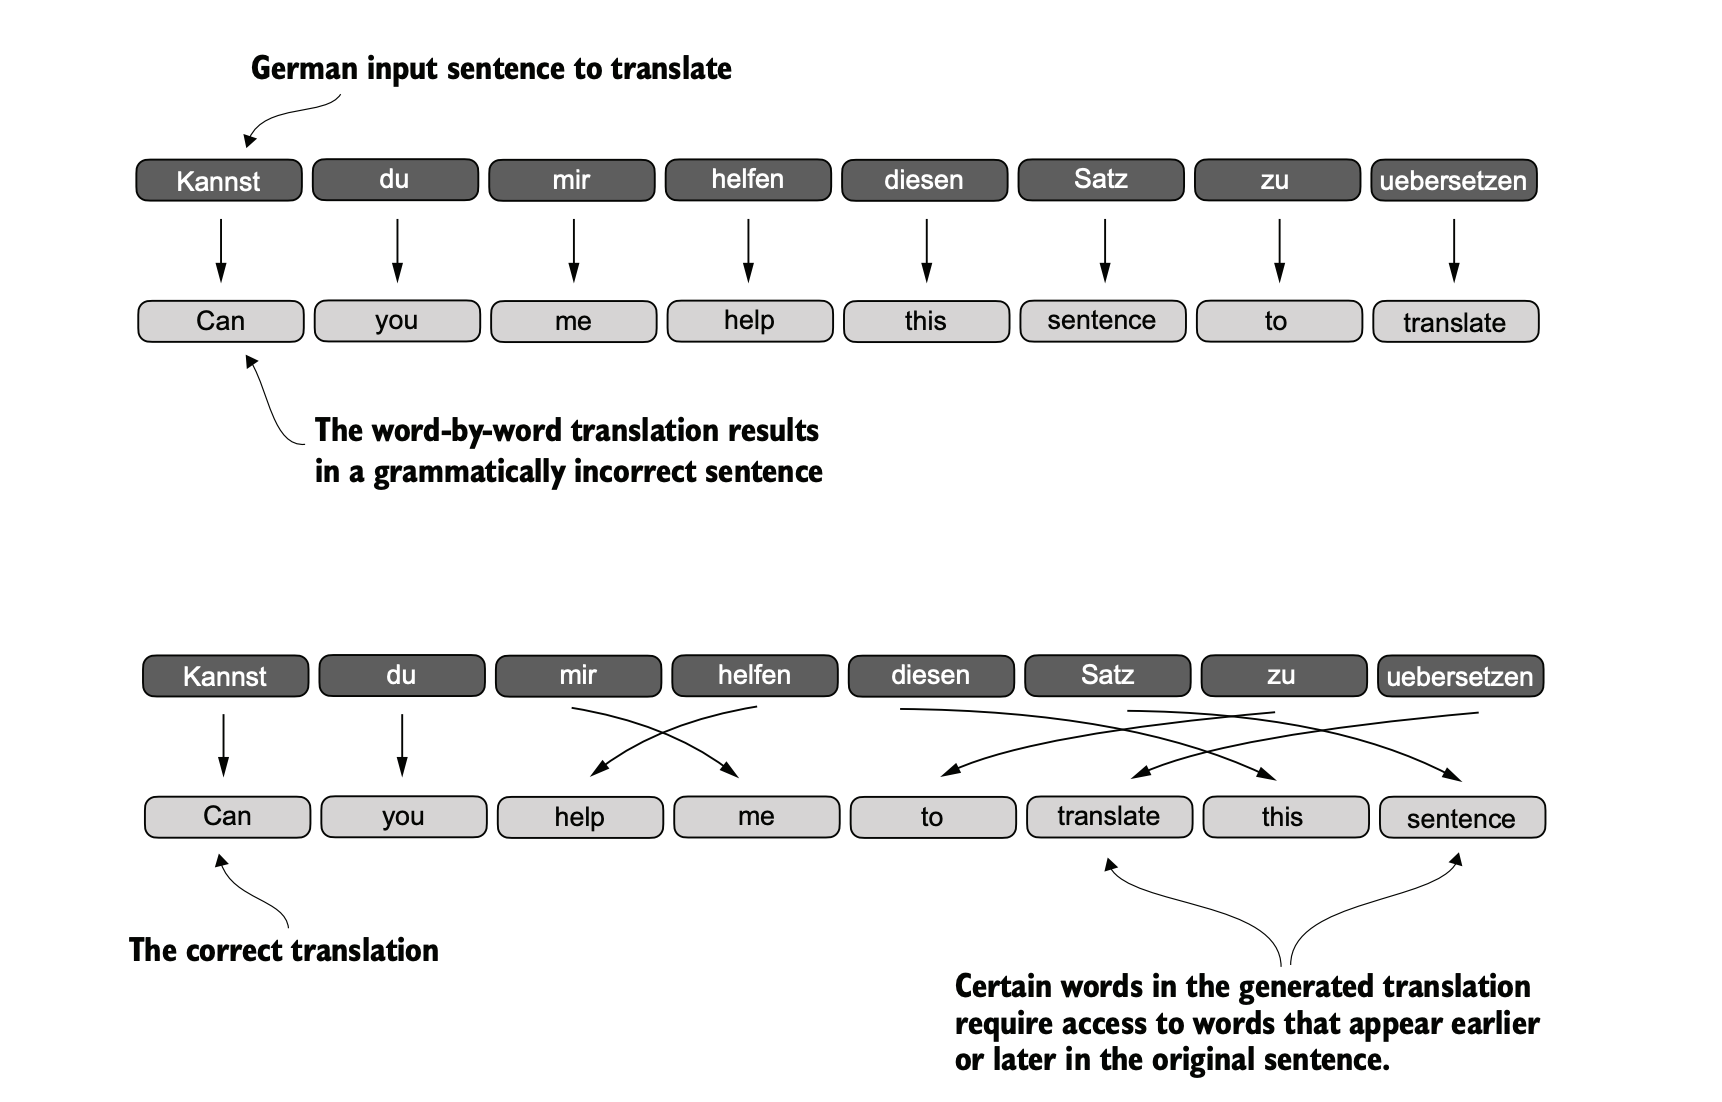 German input sentence to translate
Kannst du mir helfen diesen Satz zu uebersetzen
Can you me help this sentence to translate
The word-by-word translation results
in a grammatically incorrect sentence
Kannst du mir helfen diesen Satz zu uebersetzen
Can you help me to translate this sentence
The correct translation
Certain words in the generated translation
require access to words that appear earlier
or later in the original sentence.